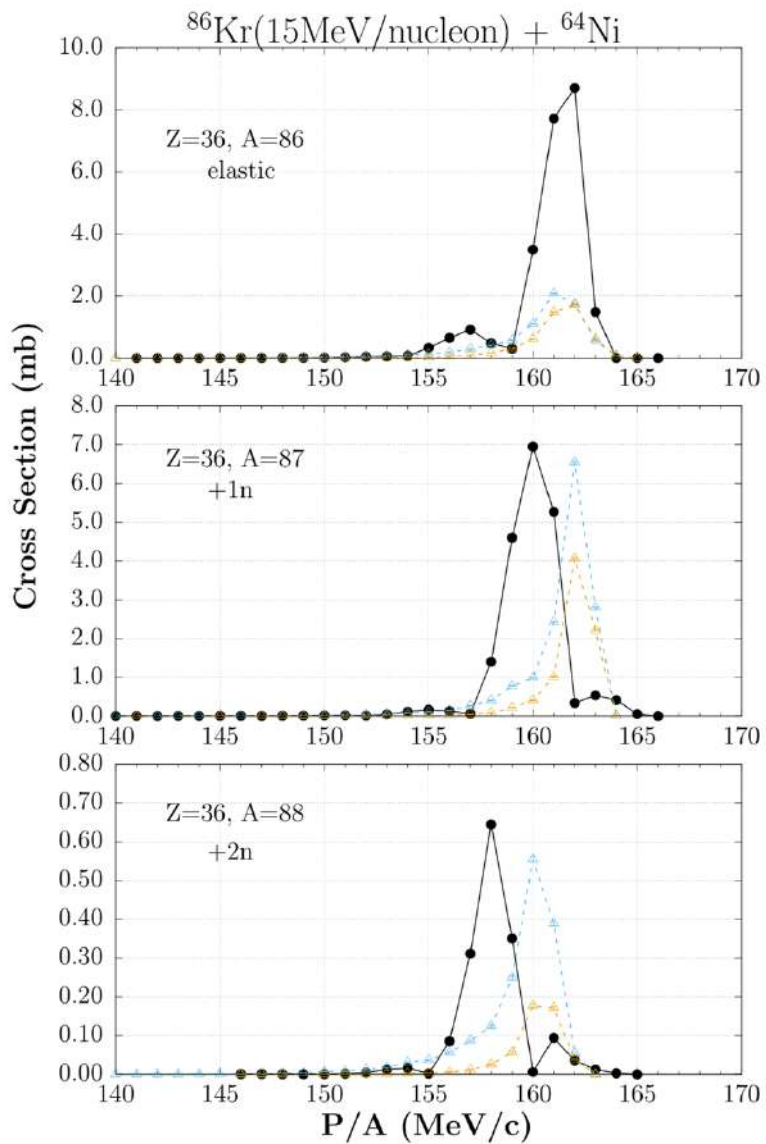 ⁸⁶Kr(15MeV/nucleon) + ⁶⁴Ni
Cross Section (mb)
10.0
8.0
6.0
4.0
2.0
0.0
Z=36, A=86
elastic
140 145 150 155 160 165 170
8.0
7.0
6.0
5.0
4.0
3.0
2.0
1.0
0.0
Z=36, A=87
+1n
140 145 150 155 160 165 170
0.80
0.70
0.60
0.50
0.40
0.30
0.20
0.10
0.00
Z=36, A=88
+2n
140 145 150 155 160 165 170
P/A (MeV/c)